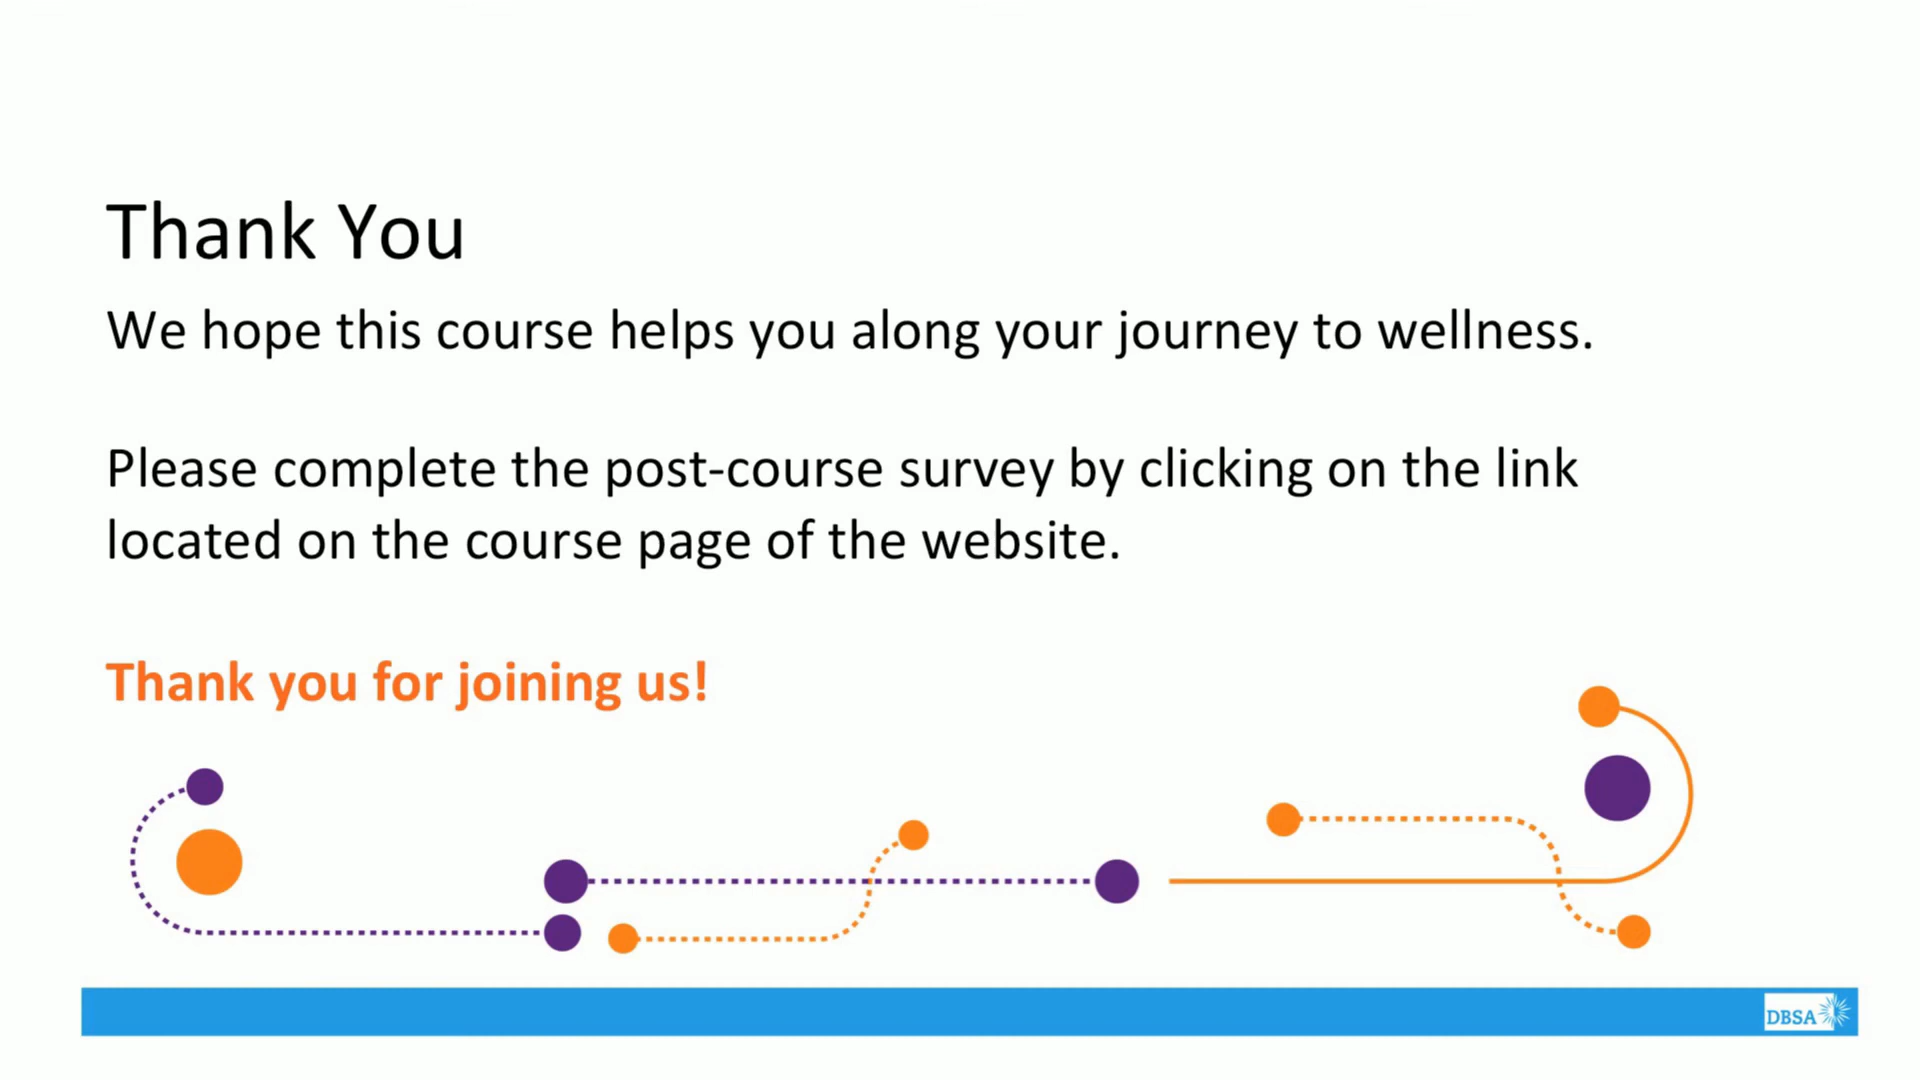 Thank You
We hope this course helps you along your journey to wellness.
Please complete the post-course survey by clicking on the link
located on the course page of the website.
Thank you for joining us!
DBSA